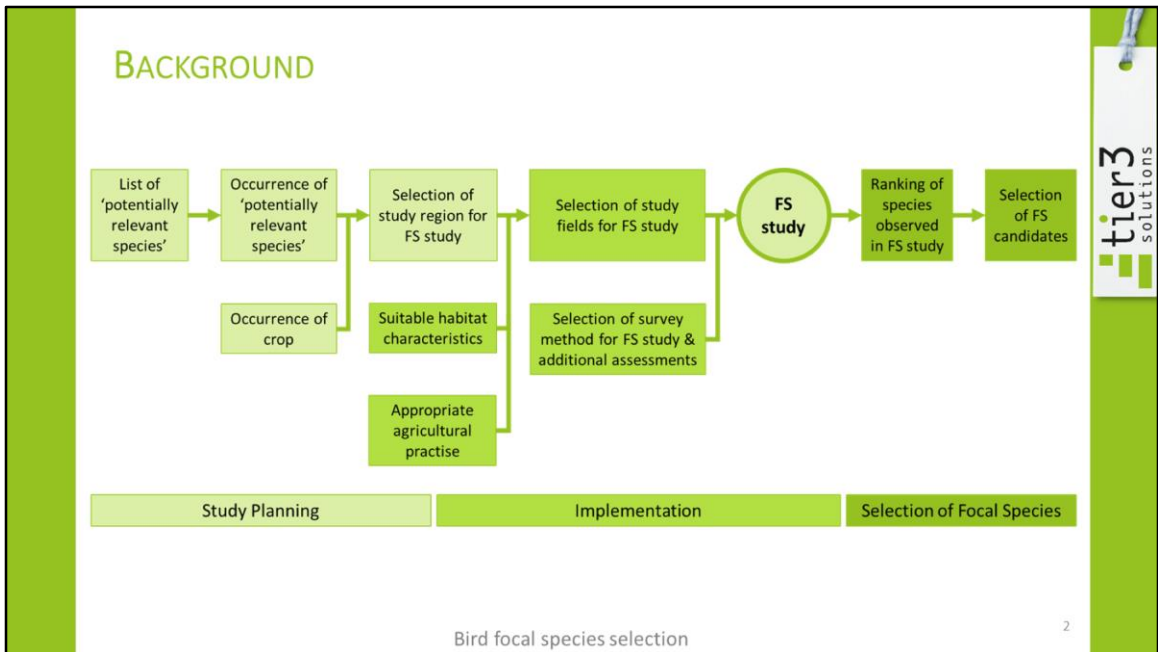 BACKGROUND
List of
‘potentially
relevant
species’
Occurrence of
‘potentially
relevant
species’
Selection of
study region for
FS study
Selection of study
fields for FS study
FS
study
Ranking of
species
observed
in FS study
Selection
of FS
candidates
Occurrence of
crop
Suitable habitat
characteristics
Selection of survey
method for FS study &
additional assessments
Appropriate
agricultural
practise
Study Planning
Implementation
Selection of Focal Species
tier3
solutions
Bird focal species selection
2